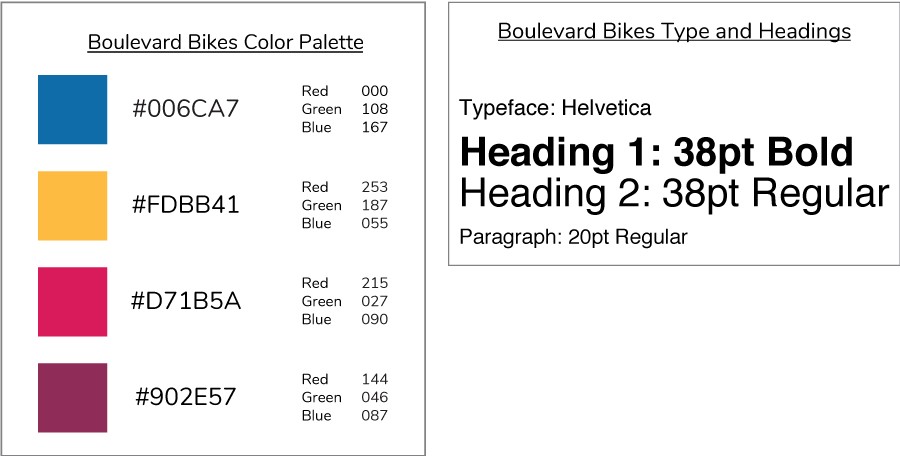 Boulevard Bikes Color Palette
#006CA7
Red 000
Green 108
Blue 167
#FDBB41
Red 253
Green 187
Blue 055
#D71B5A
Red 215
Green 027
Blue 090
#902E57
Red 144
Green 046
Blue 087
Boulevard Bikes Type and Headings
Typeface: Helvetica
Heading 1: 38pt Bold
Heading 2: 38pt Regular
Paragraph: 20pt Regular